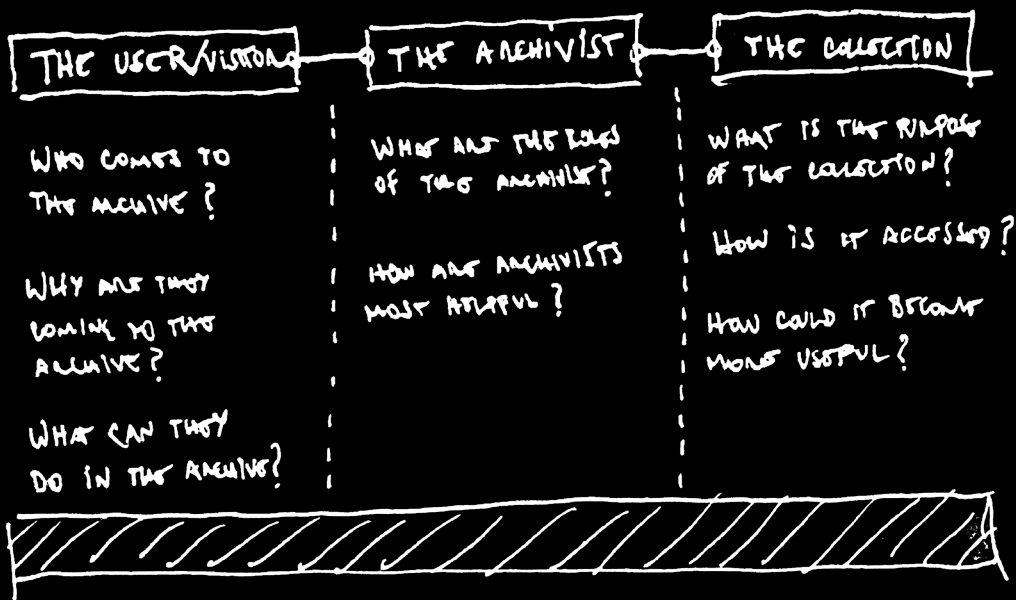 THE USER/VISITOR
THE ARCHIVIST
THE COLLECTION
WHO COMES TO
THE ARCHIVE?
WHY ARE THEY
COMING TO THE
ARCHIVE?
WHAT CAN THEY
DO IN THE ARCHIVE?
WHAT ARE THE ROLES
OF THE ARCHIVIST?
HOW ARE ARCHIVISTS
MOST HELPFUL?
WHAT IS THE PURPOSE
OF THE COLLECTION?
HOW IS IT ACCESSED?
HOW COULD IT BECOME
MORE USEFUL?